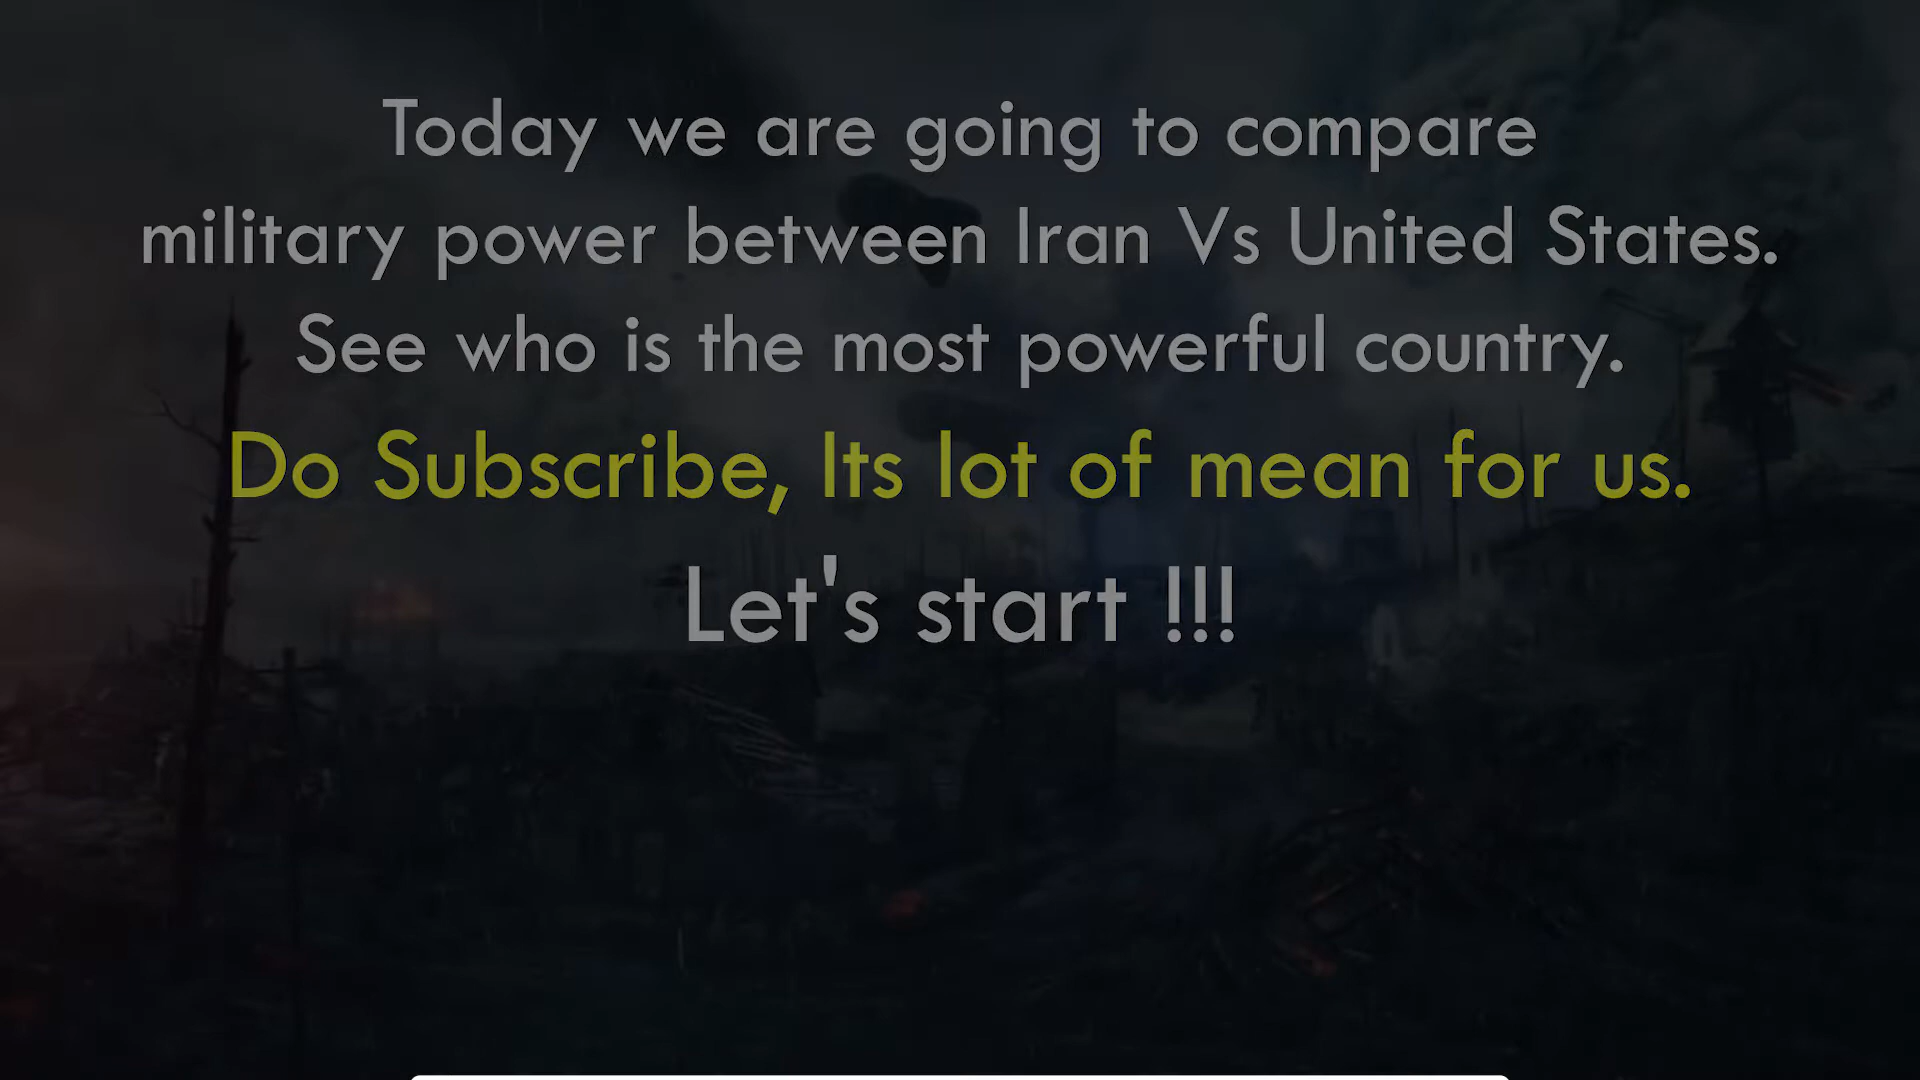 Today we are going to compare
military power between Iran Vs United States.
See who is the most powerful country.
Do Subscribe, Its lot of mean for us.
Let's start !!!